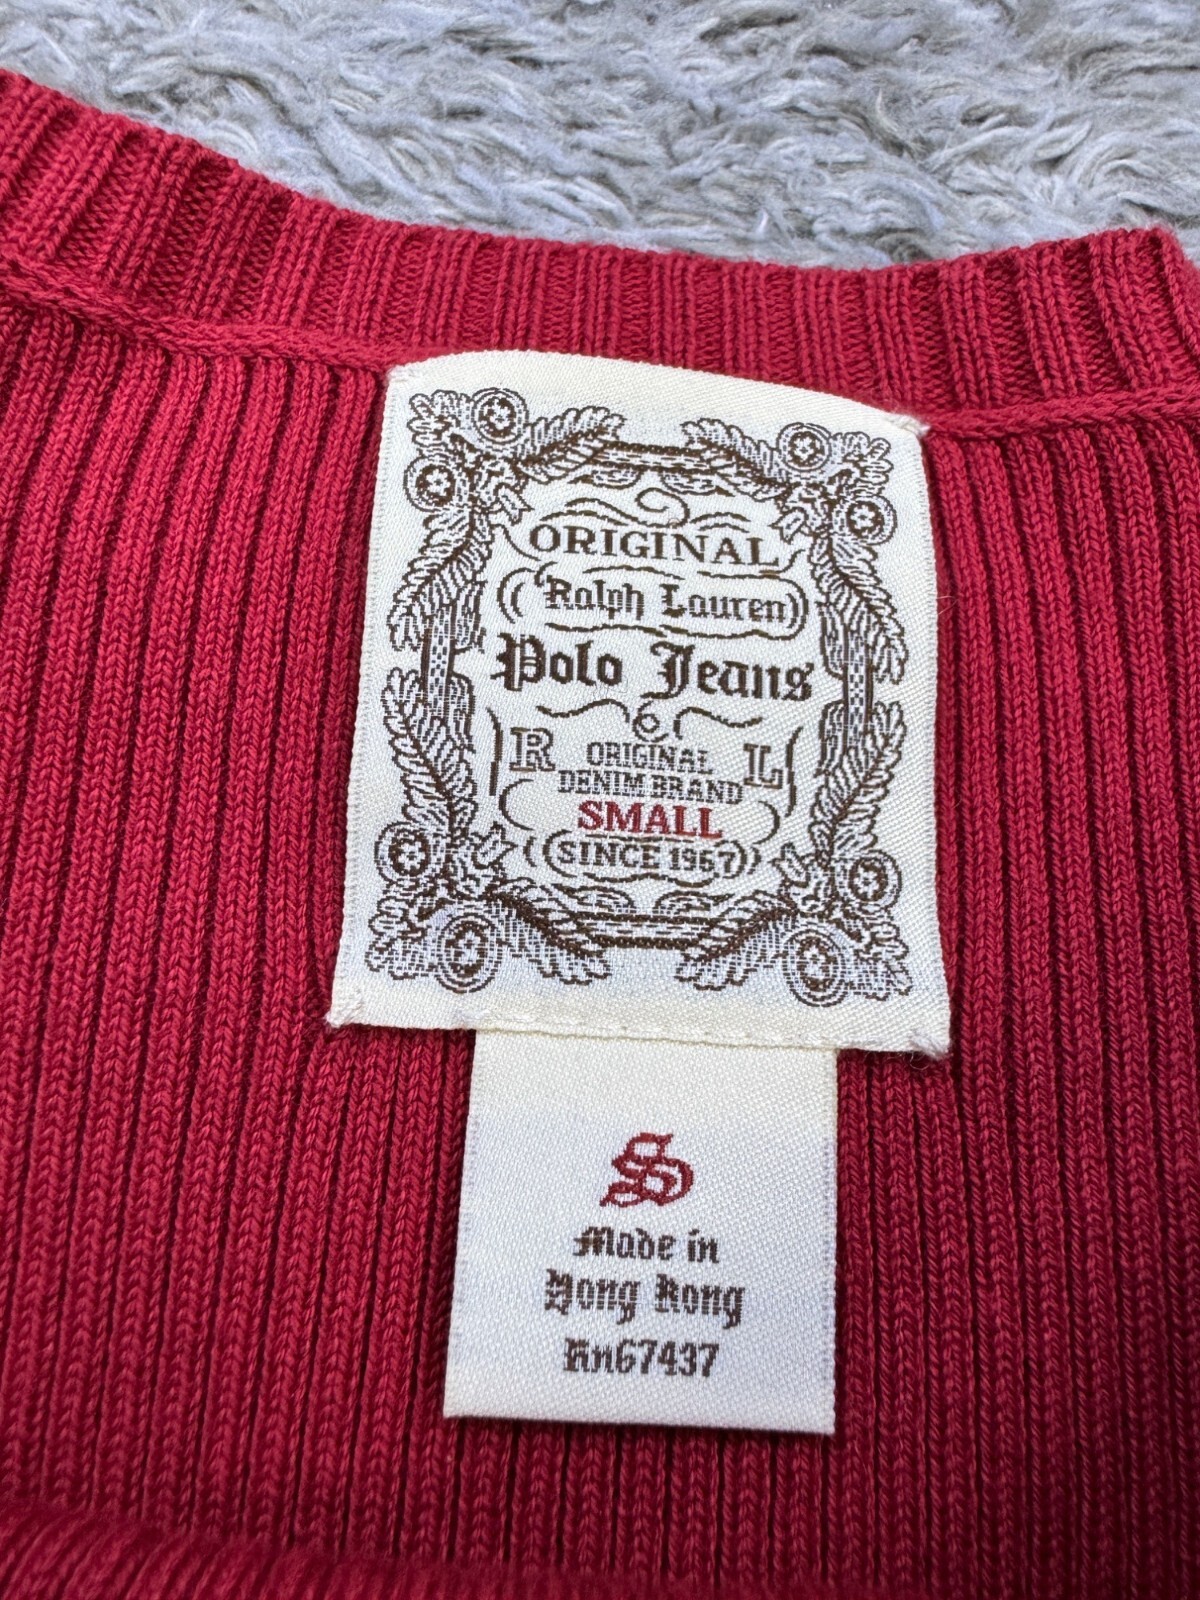 ORIGINAL
Ralph Lauren
Polo Jeans
R ORIGINAL L
DENIM BRAND
SMALL
SINCE 1967
S
Made in
Hong Kong
Rn67437